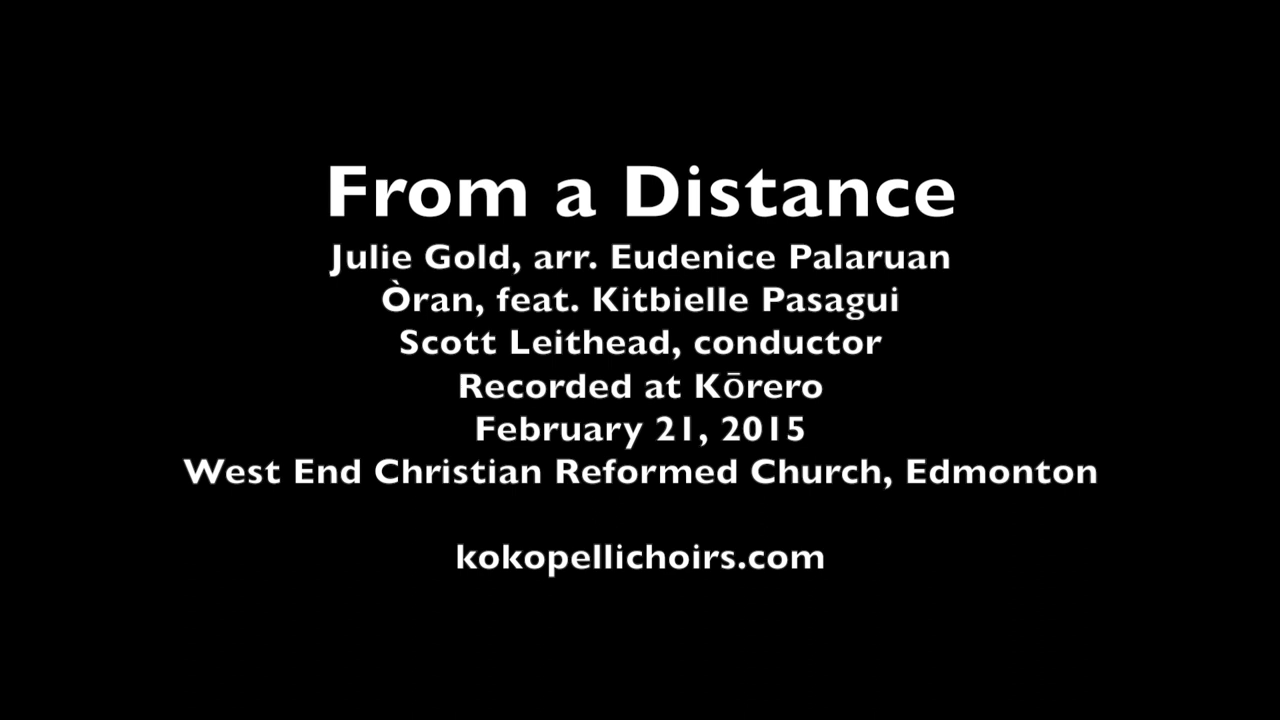 From a Distance
Julie Gold, arr. Eudenice Palaruan
Òran, feat. Kitbielle Pasagui
Scott Leithead, conductor
Recorded at Kōrero
February 21, 2015
West End Christian Reformed Church, Edmonton
kokopellichoirs.com